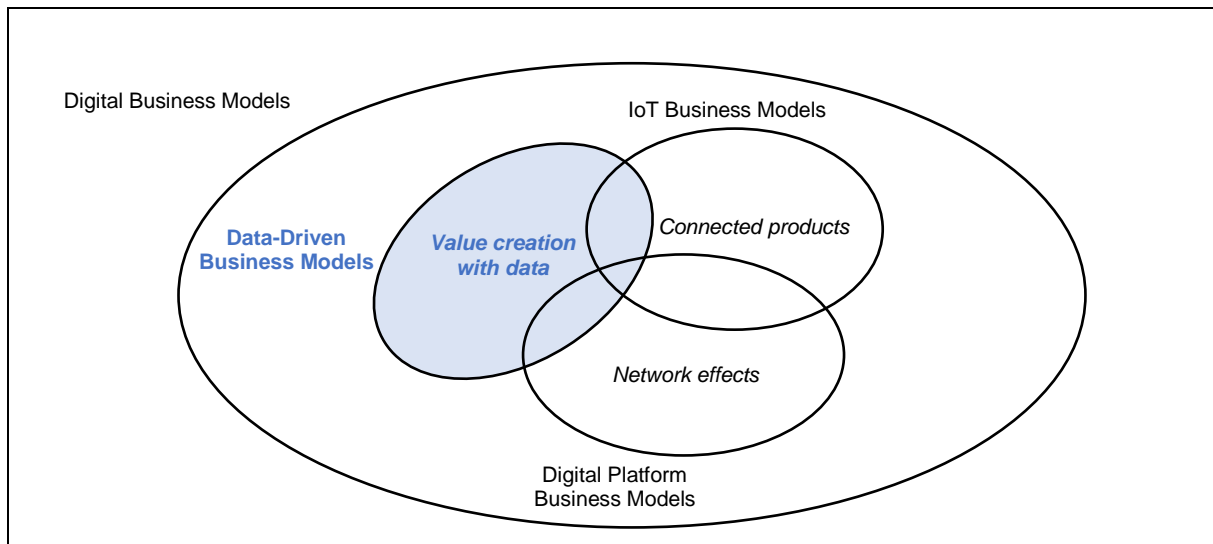 Digital Business Models
IoT Business Models
Data-Driven
Business Models
Value creation
with data
Connected products
Network effects
Digital Platform
Business Models